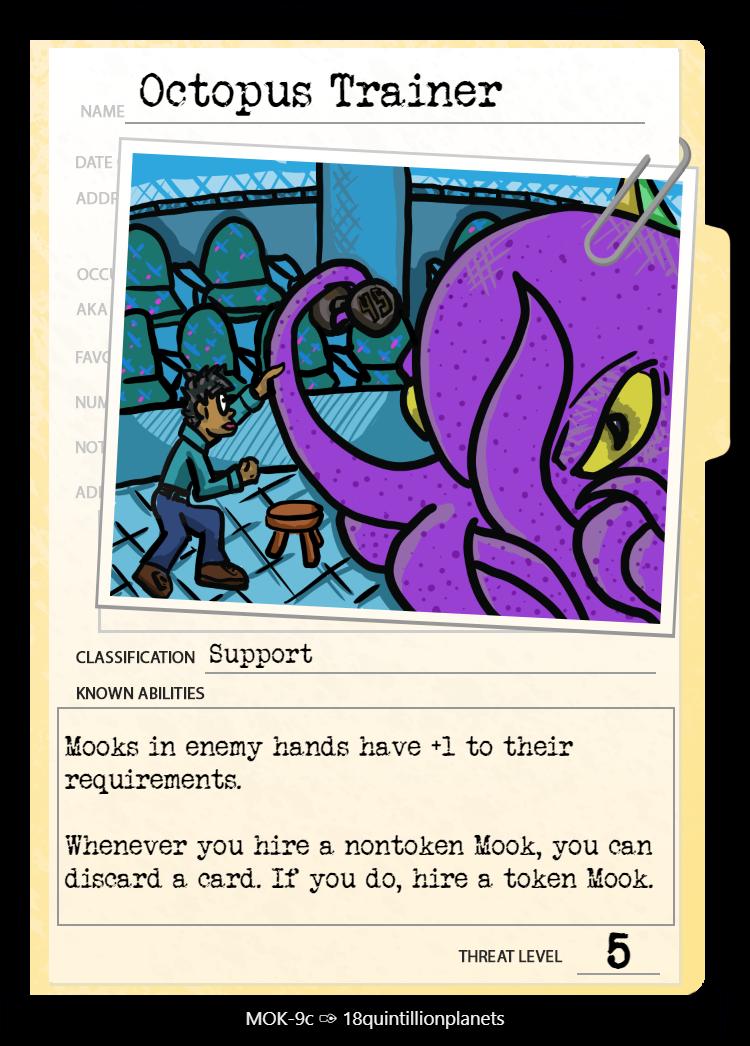 NAME Octopus Trainer
DATE
ADDR
OCCU
AKA
FAVO
NUM
NOT
ADD
45
CLASSIFICATION Support
KNOWN ABILITIES
Mooks in enemy hands have +1 to their
requirements.
Whenever you hire a nontoken Mook, you can
discard a card. If you do, hire a token Mook.
THREAT LEVEL 5
MOK-9c ✑ 18quintillionplanets